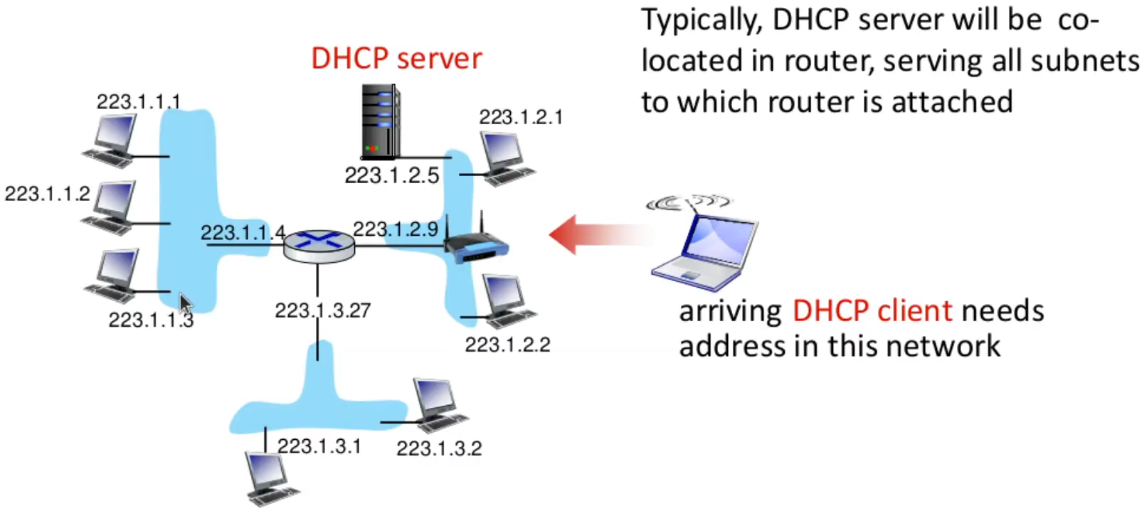 Typically, DHCP server will be co-
located in router, serving all subnets
to which router is attached
DHCP server
223.1.1.1
223.1.2.1
223.1.2.5
223.1.1.2
223.1.1.4
223.1.2.9
223.1.1.3
223.1.3.27
223.1.2.2
arriving DHCP client needs
address in this network
223.1.3.1
223.1.3.2